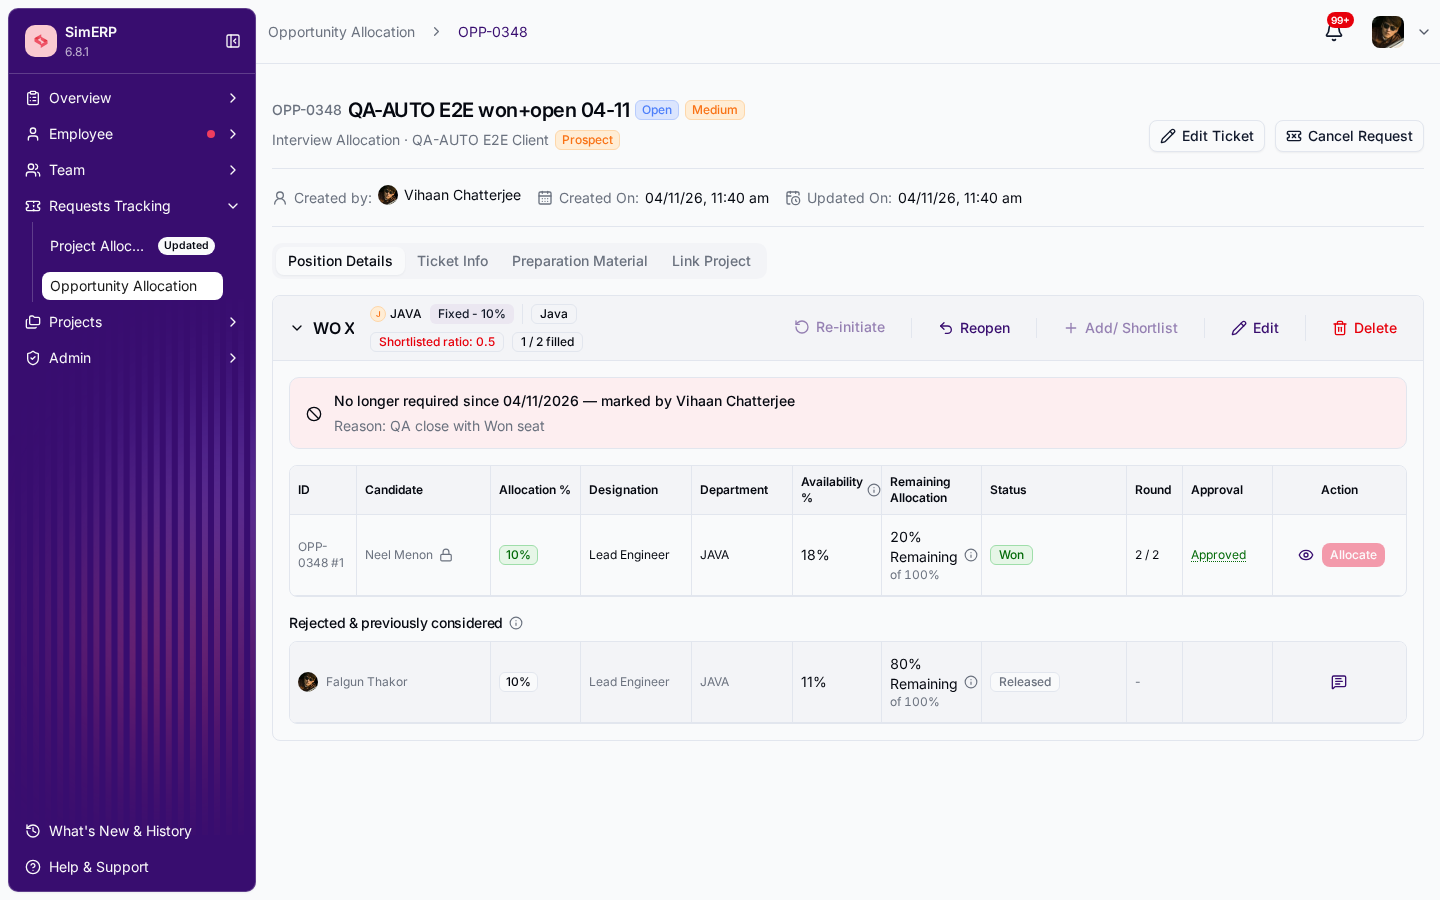 SimERP
6.8.1
Overview
Employee
Team
Requests Tracking
Project Alloc...
Updated
Opportunity Allocation
Projects
Admin
What's New & History
Help & Support
Opportunity Allocation
OPP-0348
99+
OPP-0348 QA-AUTO E2E won+open 04-11 Open Medium
Interview Allocation · QA-AUTO E2E Client Prospect
Edit Ticket
Cancel Request
Created by: Vihaan Chatterjee
Created On: 04/11/26, 11:40 am
Updated On: 04/11/26, 11:40 am
Position Details
Ticket Info
Preparation Material
Link Project
WO X
J JAVA
Fixed - 10%
Java
Shortlisted ratio: 0.5
1 / 2 filled
Re-initiate
Reopen
Add/ Shortlist
Edit
Delete
No longer required since 04/11/2026 — marked by Vihaan Chatterjee
Reason: QA close with Won seat
ID
Candidate
Allocation %
Designation
Department
Availability
%
Remaining
Allocation
Status
Round
Approval
Action
OPP-
0348 #1
Neel Menon
10%
Lead Engineer
JAVA
18%
20%
Remaining
of 100%
Won
2 / 2
Approved
Allocate
Rejected & previously considered
Falgun Thakor
10%
Lead Engineer
JAVA
11%
80%
Remaining
of 100%
Released
-